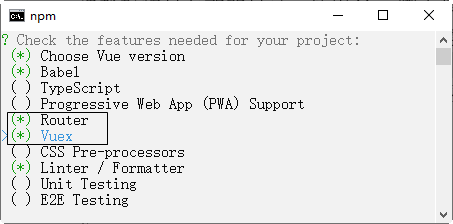 npm
? Check the features needed for your project:
(*) Choose Vue version
(*) Babel
( ) TypeScript
( ) Progressive Web App (PWA) Support
(*) Router
>(*) Vuex
( ) CSS Pre-processors
(*) Linter / Formatter
( ) Unit Testing
( ) E2E Testing